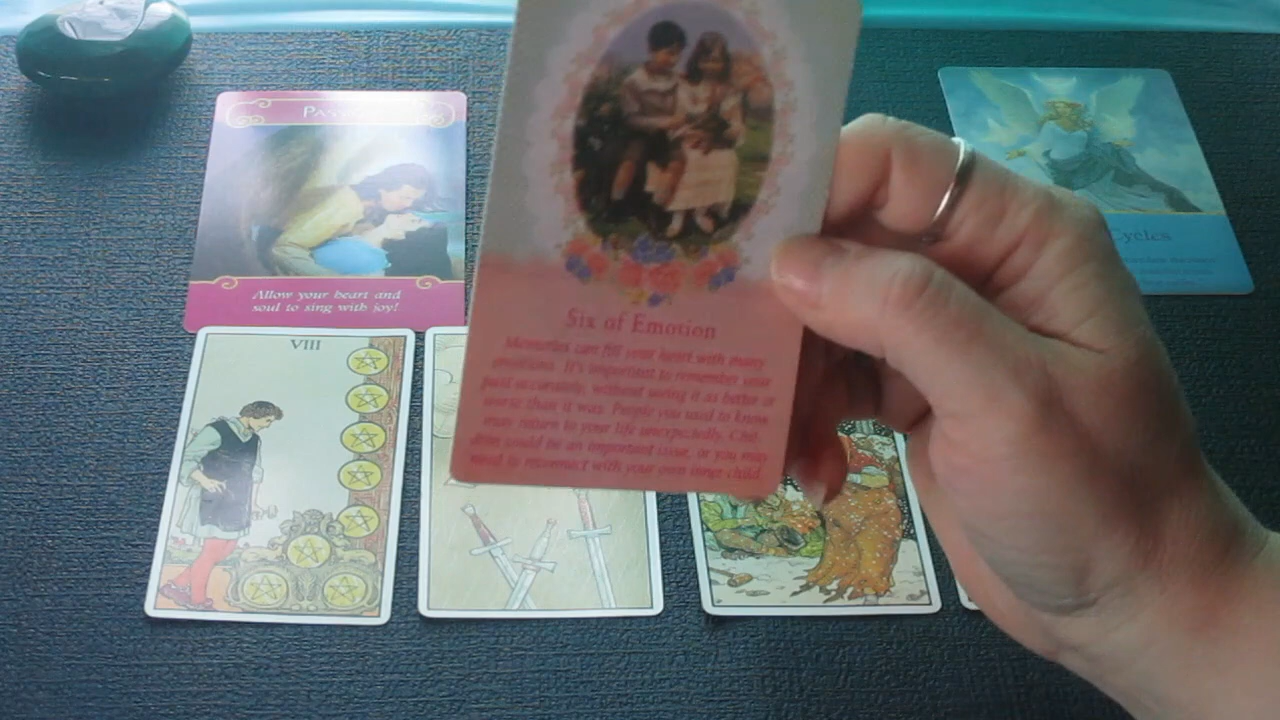 Pas
Allow your heart and
soul to sing with joy!
VIII
Six of Emotion
Memories can fill your heart with many
emotions. It's important to remember your
past accurately, without seeing it as better or
worse than it was. People you used to know
may return to your life unexpectedly. Chil-
dren could be an important issue, or you may
need to reconnect with your own inner child.
Cycles